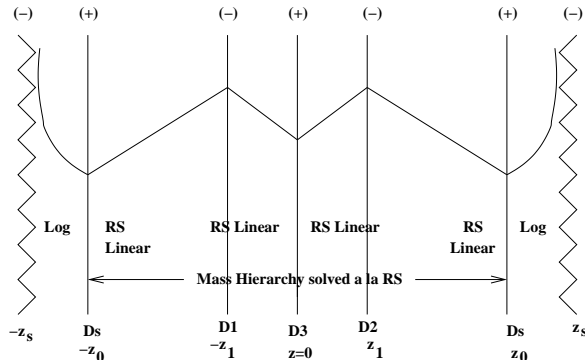 (−) (+) (−) (+) (−) (+) (−)
Log RS Linear RS Linear RS Linear RS Linear Log
Mass Hierarchy solved a la RS
−z_s Ds D1 D3 D2 Ds z_s
−z_0 −z_1 z=0 z_1 z_0